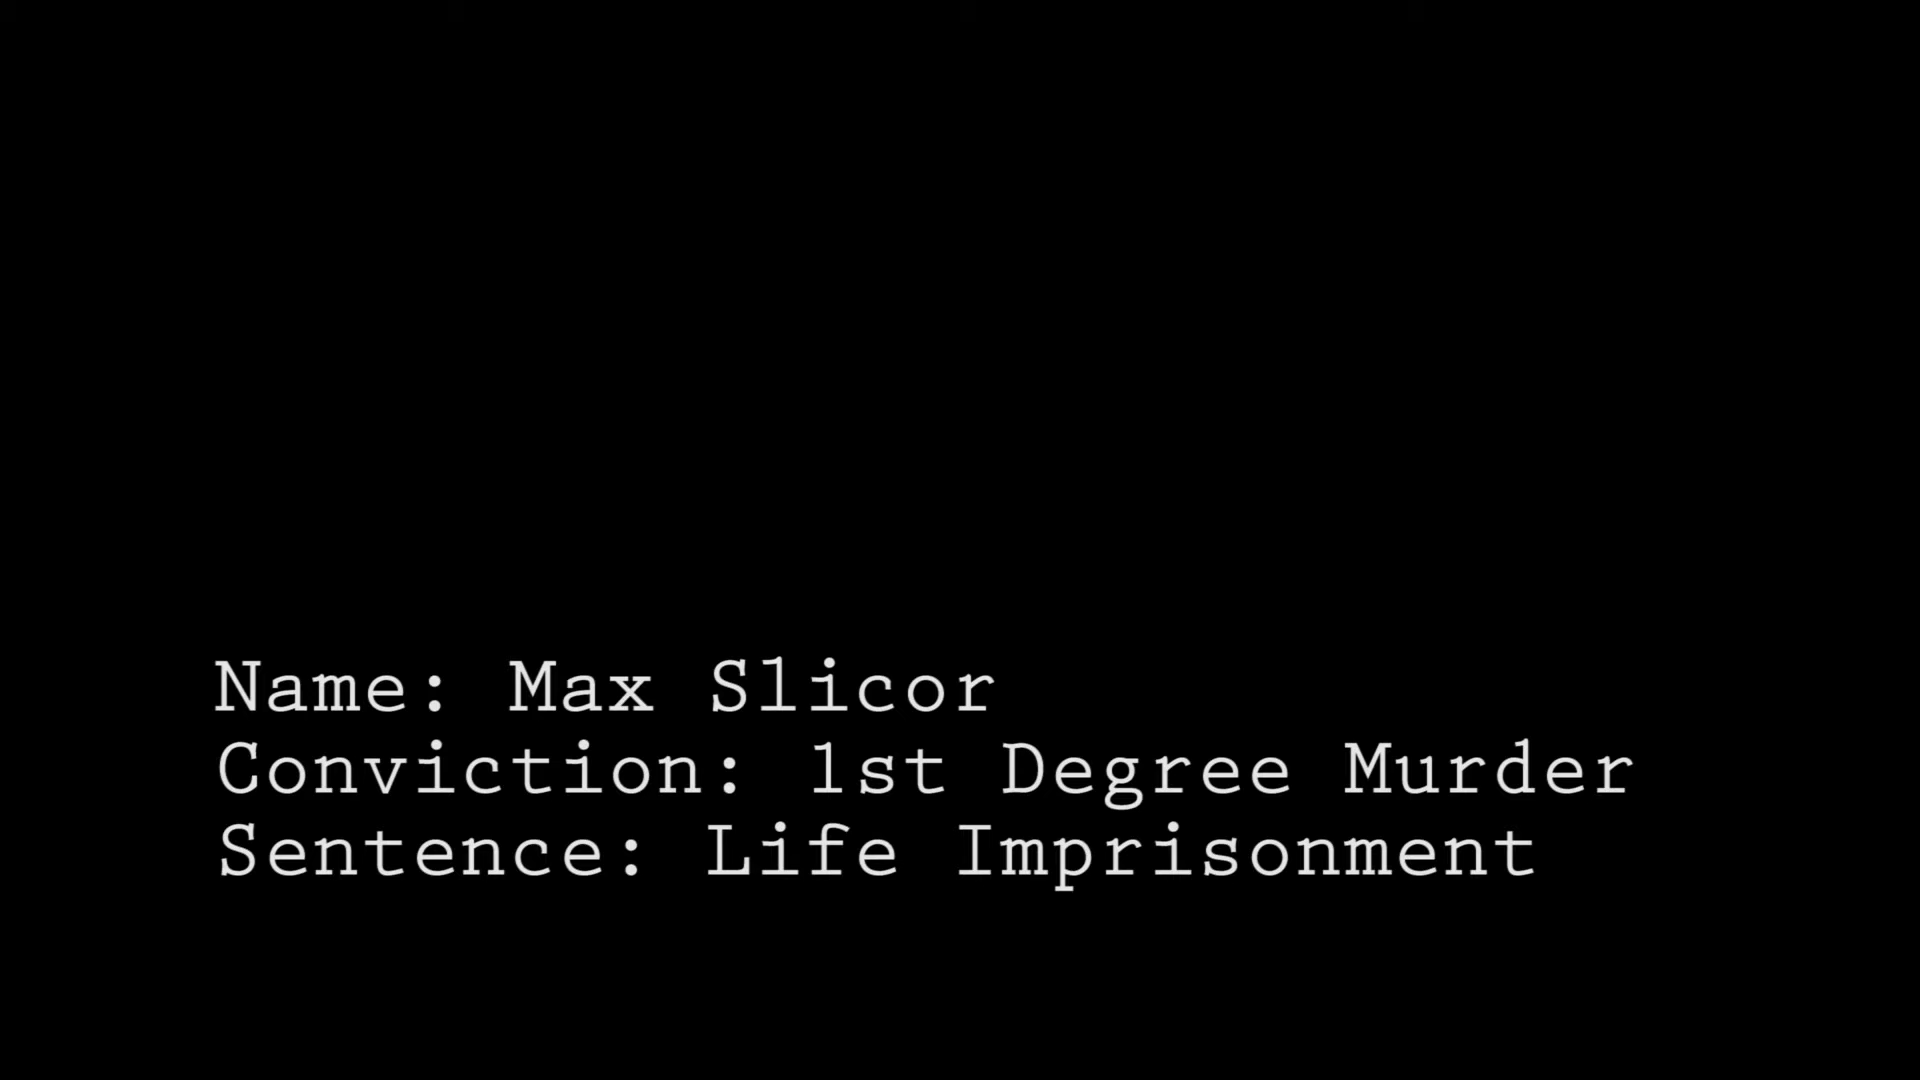 Name: Max Slicor
Conviction: 1st Degree Murder
Sentence: Life Imprisonment